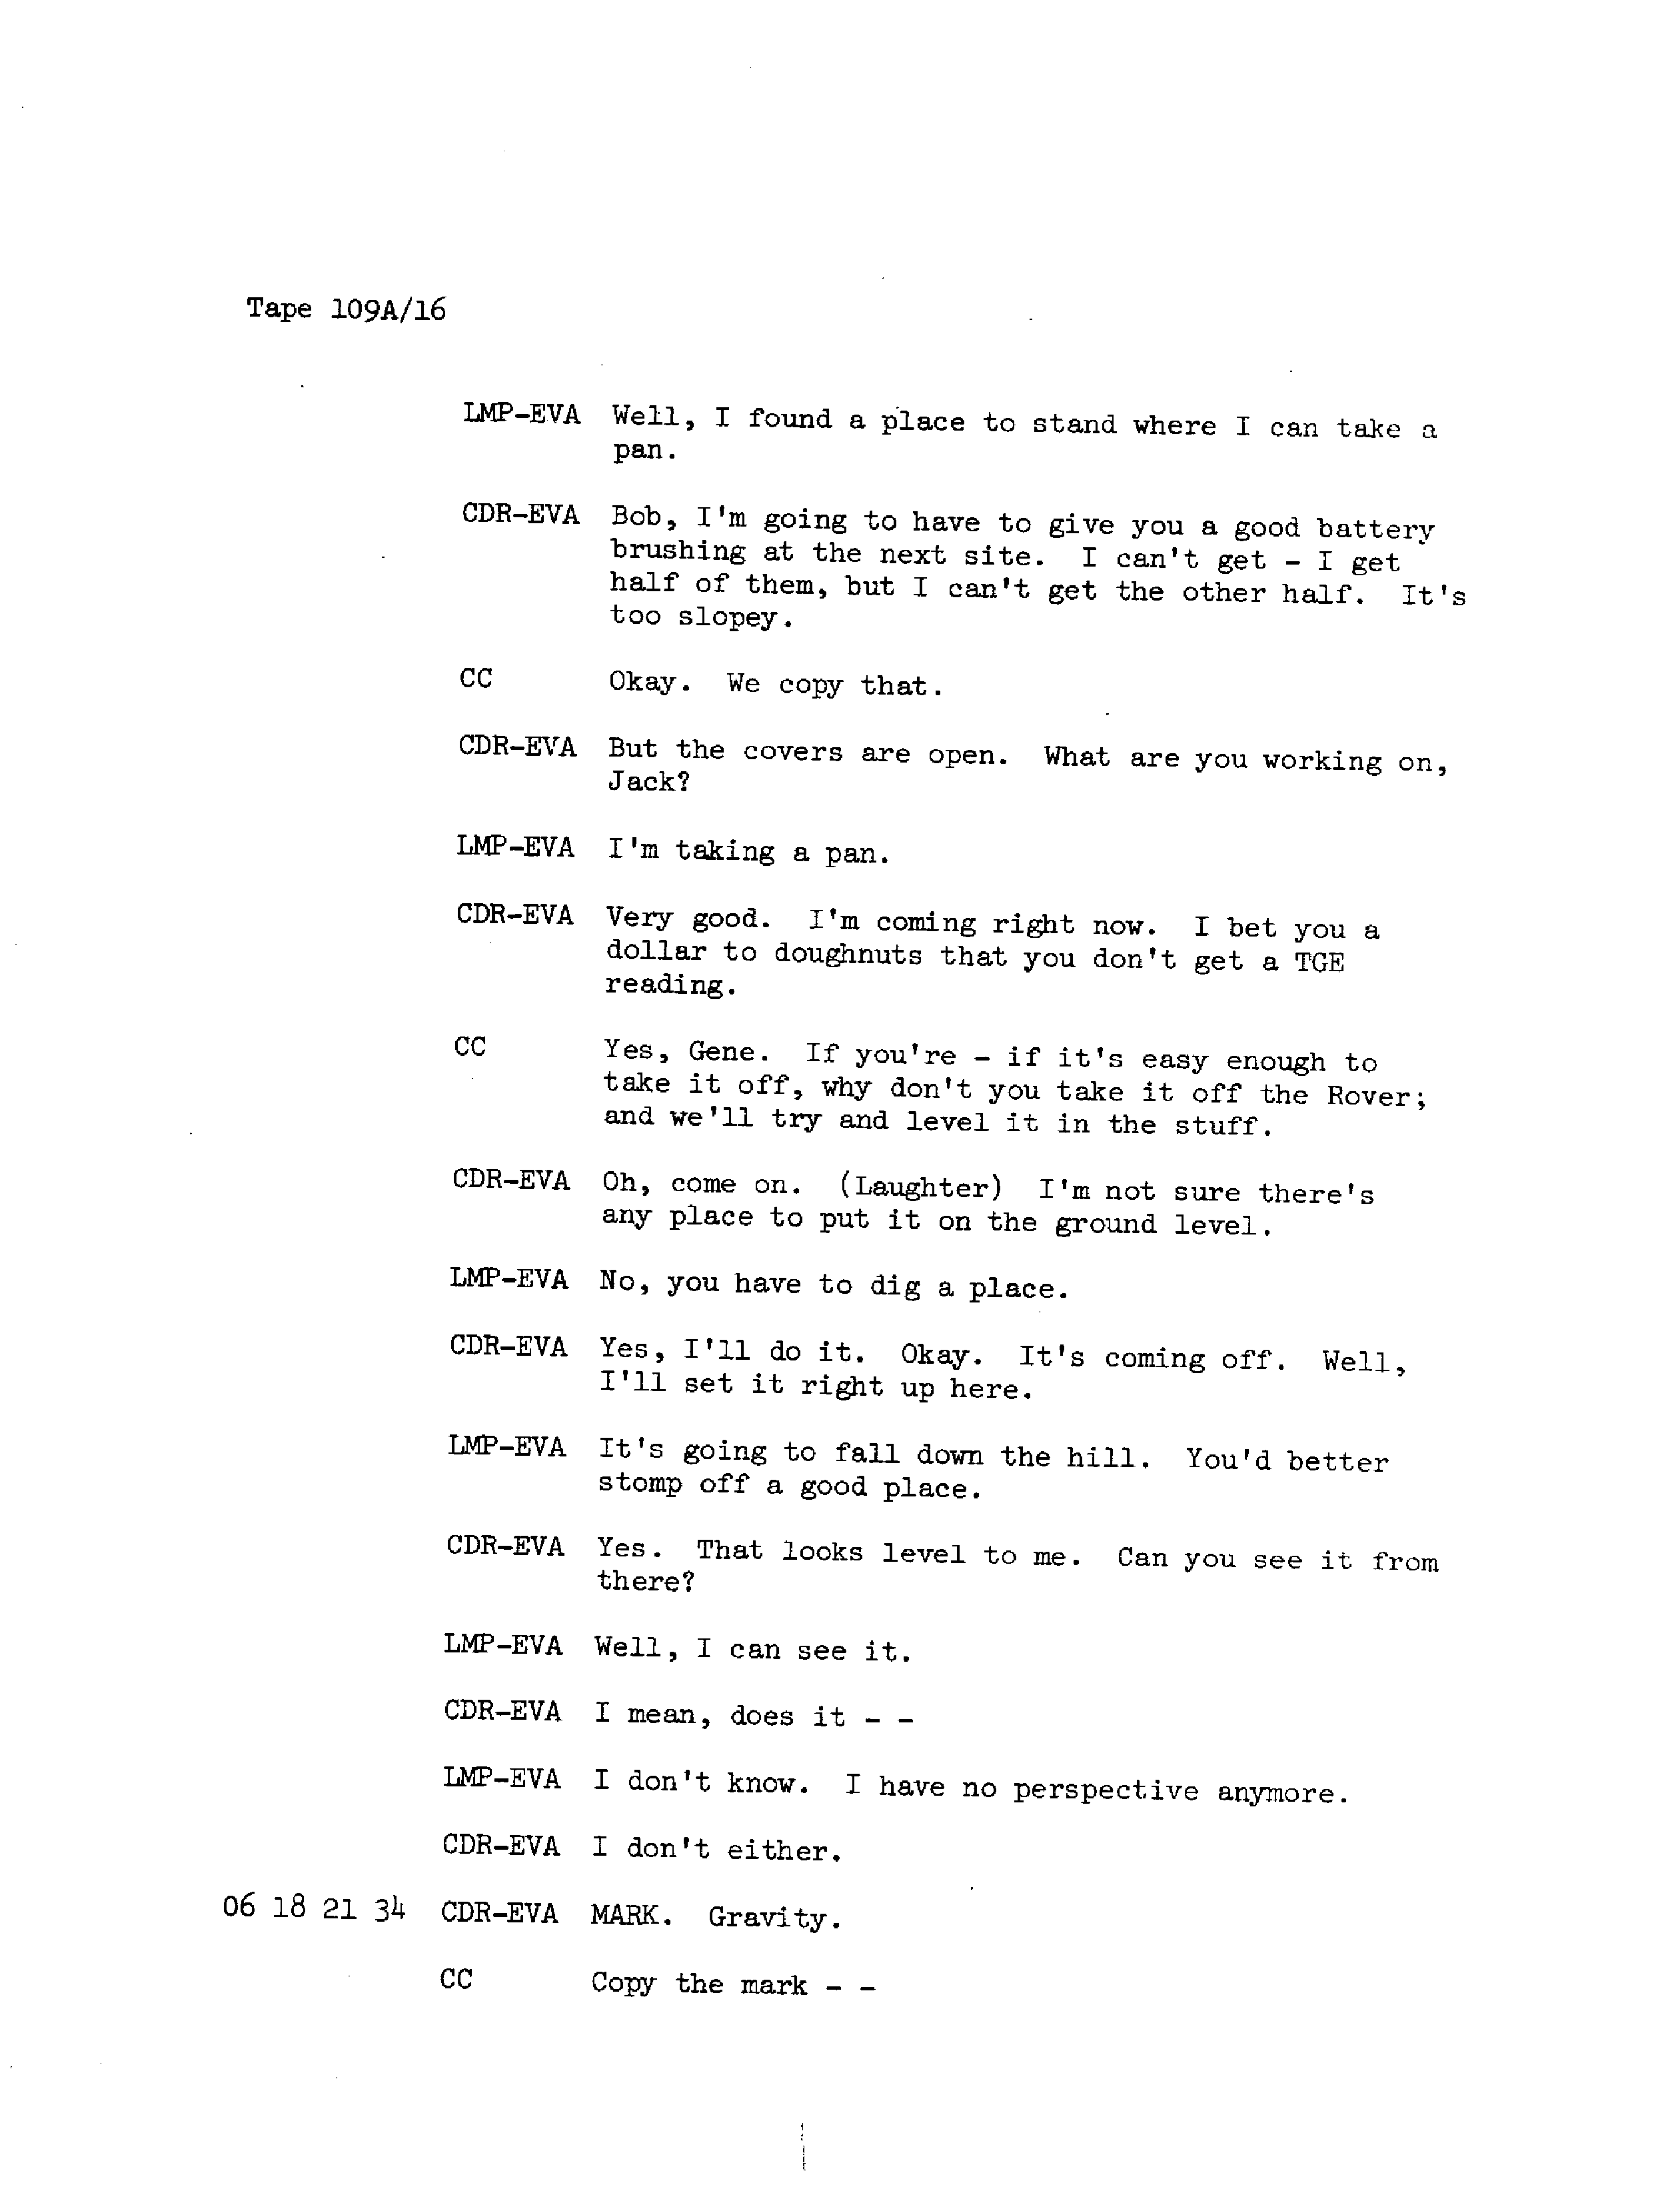 Tape 109A/16
LMP-EVA Well, I found a place to stand where I can take a
pan.
CDR-EVA Bob, I'm going to have to give you a good battery
brushing at the next site. I can't get - I get
half of them, but I can't get the other half. It's
too slopey.
CC Okay. We copy that.
CDR-EVA But the covers are open. What are you working on,
Jack?
LMP-EVA I'm taking a pan.
CDR-EVA Very good. I'm coming right now. I bet you a
dollar to doughnuts that you don't get a TGE
reading.
CC Yes, Gene. If you're - if it's easy enough to
take it off, why don't you take it off the Rover;
and we'll try and level it in the stuff.
CDR-EVA Oh, come on. (Laughter) I'm not sure there's
any place to put it on the ground level.
LMP-EVA No, you have to dig a place.
CDR-EVA Yes, I'll do it. Okay. It's coming off. Well,
I'll set it right up here.
LMP-EVA It's going to fall down the hill. You'd better
stomp off a good place.
CDR-EVA Yes. That looks level to me. Can you see it from
there?
LMP-EVA Well, I can see it.
CDR-EVA I mean, does it - -
LMP-EVA I don't know. I have no perspective anymore.
CDR-EVA I don't either.
06 18 21 34 CDR-EVA MARK. Gravity.
CC Copy the mark - -